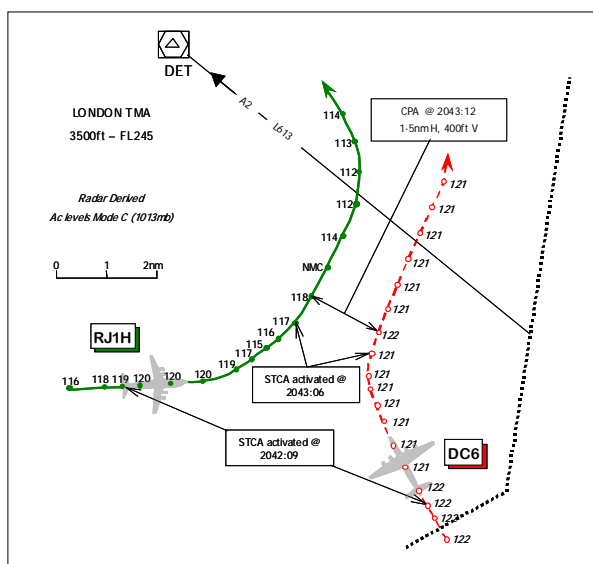 DET
A2
L613
LONDON TMA
3500ft – FL245
Radar Derived
Ac levels Mode C (1013mb)
0 1 2nm
CPA @ 2043:12
1·5nmH, 400ft V
114
113
112
112
114
NMC
118
117
116
115
117
119
120
120
120
119
118
116
RJ1H
STCA activated @
2043:06
STCA activated @
2042:09
DC6
121
121
121
121
121
121
122
121
121
121
121
121
121
121
122
122
122
122